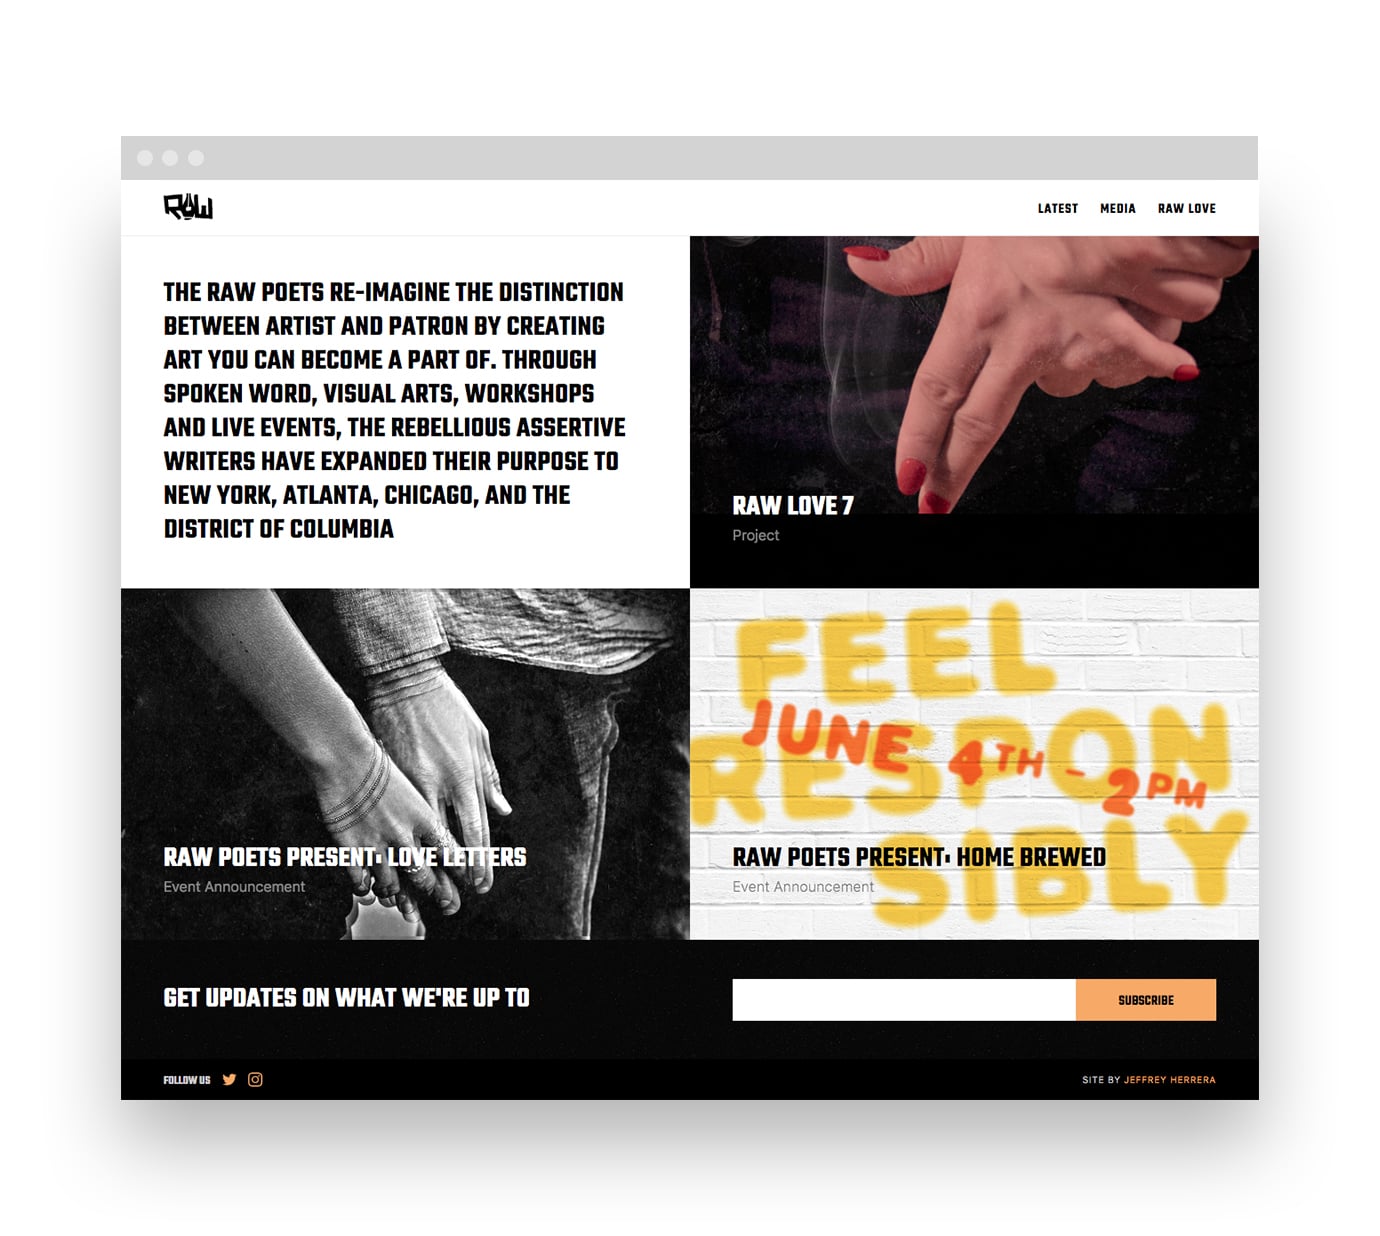 RAW
LATEST MEDIA RAW LOVE
THE RAW POETS RE-IMAGINE THE DISTINCTION
BETWEEN ARTIST AND PATRON BY CREATING
ART YOU CAN BECOME A PART OF. THROUGH
SPOKEN WORD, VISUAL ARTS, WORKSHOPS
AND LIVE EVENTS, THE REBELLIOUS ASSERTIVE
WRITERS HAVE EXPANDED THEIR PURPOSE TO
NEW YORK, ATLANTA, CHICAGO, AND THE
DISTRICT OF COLUMBIA
RAW LOVE 7
Project
RAW POETS PRESENT: LOVE LETTERS
Event Announcement
FEEL
RESPON
SIBLY
JUNE 4TH - 2PM
RAW POETS PRESENT: HOME BREWED
Event Announcement
GET UPDATES ON WHAT WE'RE UP TO
SUBSCRIBE
FOLLOW US
SITE BY JEFFREY HERRERA